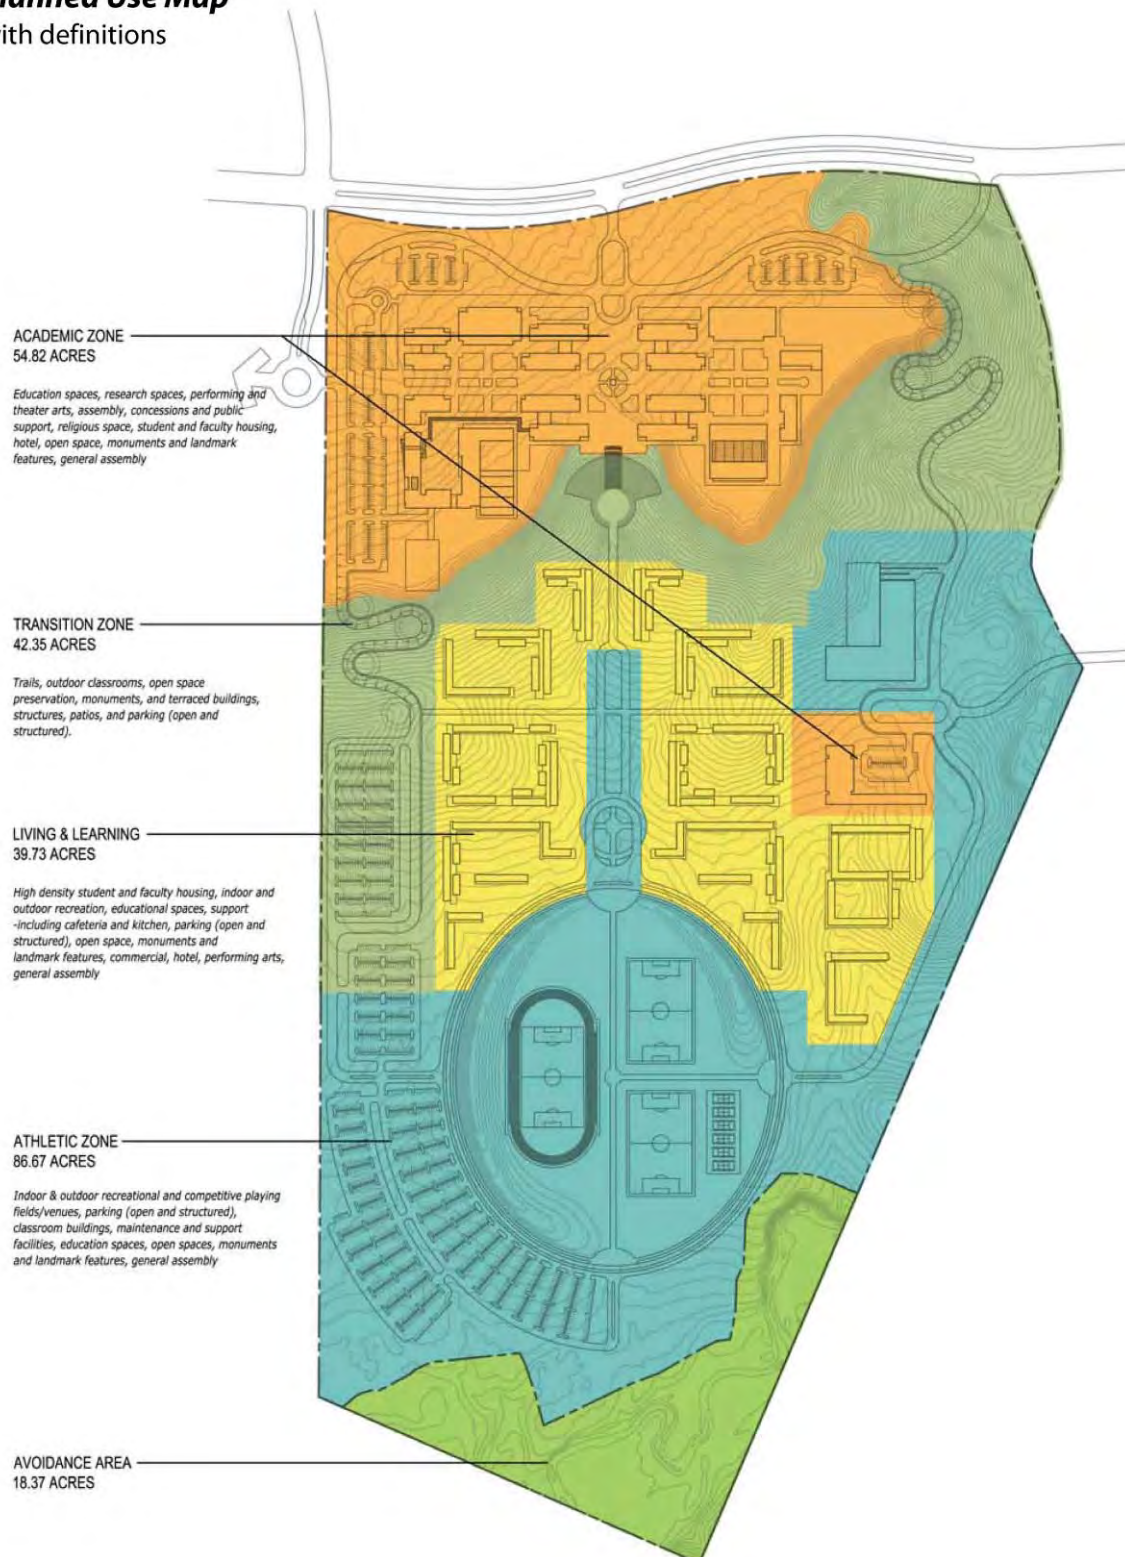 Use Map
with definitions
ACADEMIC ZONE
54.82 ACRES
Education spaces, research spaces, performing and
theater arts, assembly, concessions and public
support, religious space, student and faculty housing,
hotel, open space, monuments and landmark
features, general assembly
TRANSITION ZONE
42.35 ACRES
Trails, outdoor classrooms, open space
preservation, monuments, and terraced buildings,
structures, patios, and parking (open and
structured).
LIVING & LEARNING
39.73 ACRES
High density student and faculty housing, indoor and
outdoor recreation, educational spaces, support
-including cafeteria and kitchen, parking (open and
structured), open space, monuments and
landmark features, commercial, hotel, performing arts,
general assembly
ATHLETIC ZONE
86.67 ACRES
Indoor & outdoor recreational and competitive playing
fields/venues, parking (open and structured),
classroom buildings, maintenance and support
facilities, education spaces, open spaces, monuments
and landmark features, general assembly
AVOIDANCE AREA
18.37 ACRES